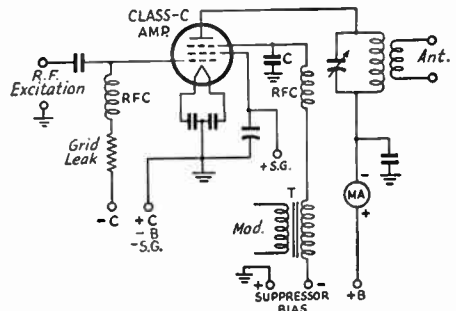 CLASS-C
AMP.
R.F.
Excitation
RFC
C
RFC
Ant.
Grid
Leak
+S.G.
T
Mod.
- MA +
-C
+C
-B
-S.G.
+ SUPPRESSOR -
BIAS
+B